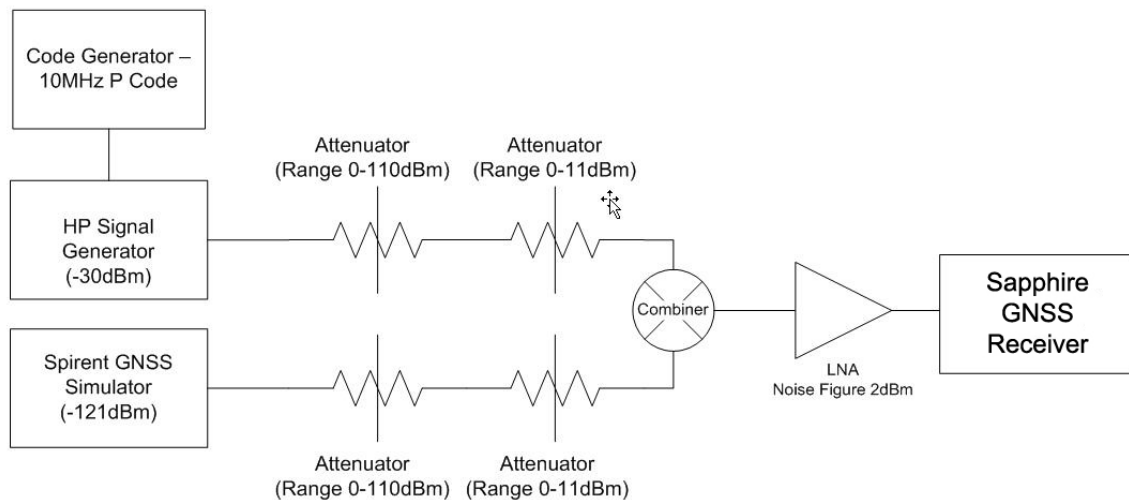 Code Generator –
10MHz P Code
Attenuator
(Range 0-110dBm)
Attenuator
(Range 0-11dBm)
HP Signal
Generator
(-30dBm)
Combiner
Sapphire
GNSS
Receiver
LNA
Noise Figure 2dBm
Spirent GNSS
Simulator
(-121dBm)
Attenuator
(Range 0-110dBm)
Attenuator
(Range 0-11dBm)